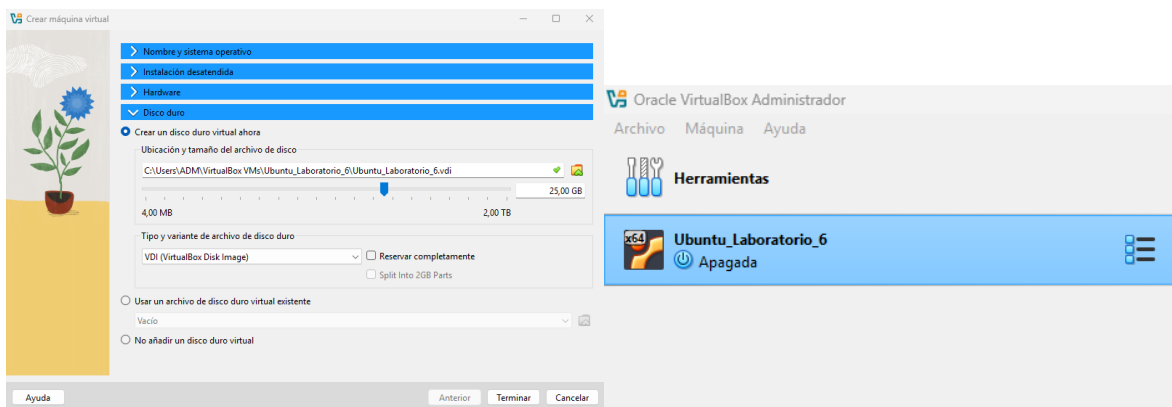 Crear máquina virtual
Nombre y sistema operativo
Instalación desatendida
Hardware
Disco duro
Crear un disco duro virtual ahora
Ubicación y tamaño del archivo de disco
C:\Users\ADM\VirtualBox VMs\Ubuntu_Laboratorio_6\Ubuntu_Laboratorio_6.vdi
25,00 GB
4,00 MB 2,00 TB
Tipo y variante de archivo de disco duro
VDI (VirtualBox Disk Image) Reservar completamente
Split Into 2GB Parts
Usar un archivo de disco duro virtual existente
Vacío
No añadir un disco duro virtual
Ayuda Anterior Terminar Cancelar
Oracle VirtualBox Administrador
Archivo Máquina Ayuda
Herramientas
x64 Ubuntu_Laboratorio_6
Apagada